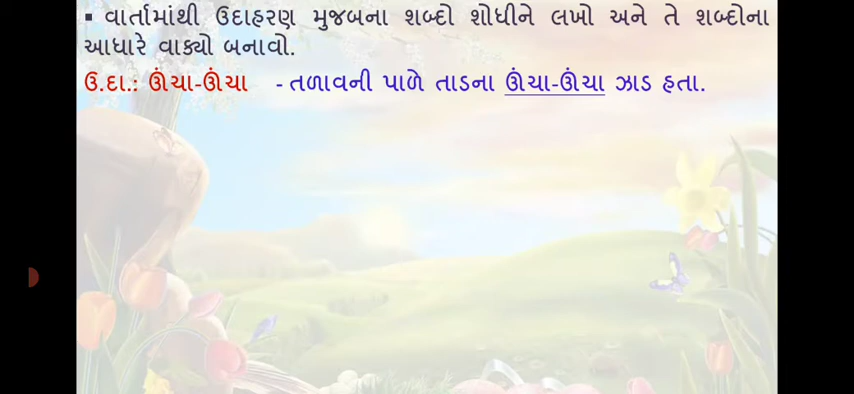 ▪ વાર્તામાંથી ઉદાહરણ મુજબના શબ્દો શોધીને લખો અને તે શબ્દોના
આધારે વાક્યો બનાવો.
ઉ.દા.: ઊંચા-ઊંચા - તળાવની પાળે તાડના ઊંચા-ઊંચા ઝાડ હતા.